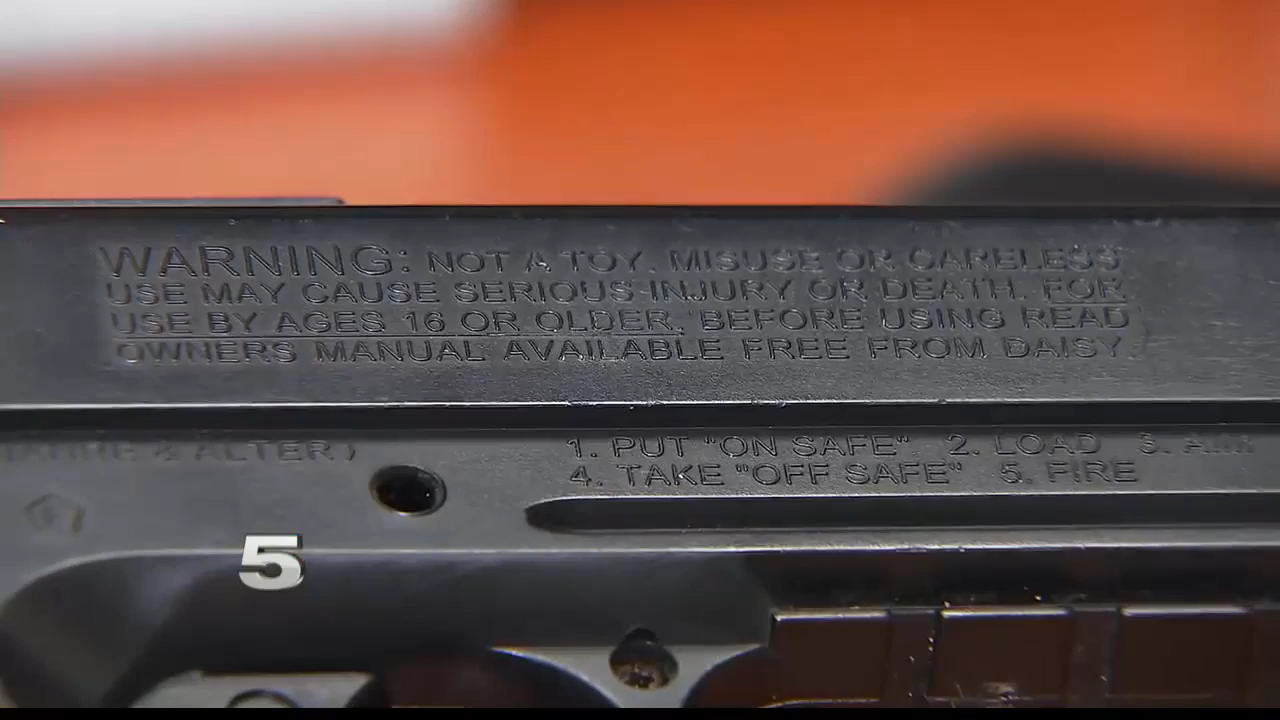 WARNING: NOT A TOY. MISUSE OR CARELESS
USE MAY CAUSE SERIOUS INJURY OR DEATH. FOR
USE BY AGES 16 OR OLDER. BEFORE USING READ
OWNERS MANUAL AVAILABLE FREE FROM DAISY.
& ALTER)
1. PUT "ON SAFE" 2. LOAD 3. AIM
4. TAKE "OFF SAFE" 5. FIRE
5